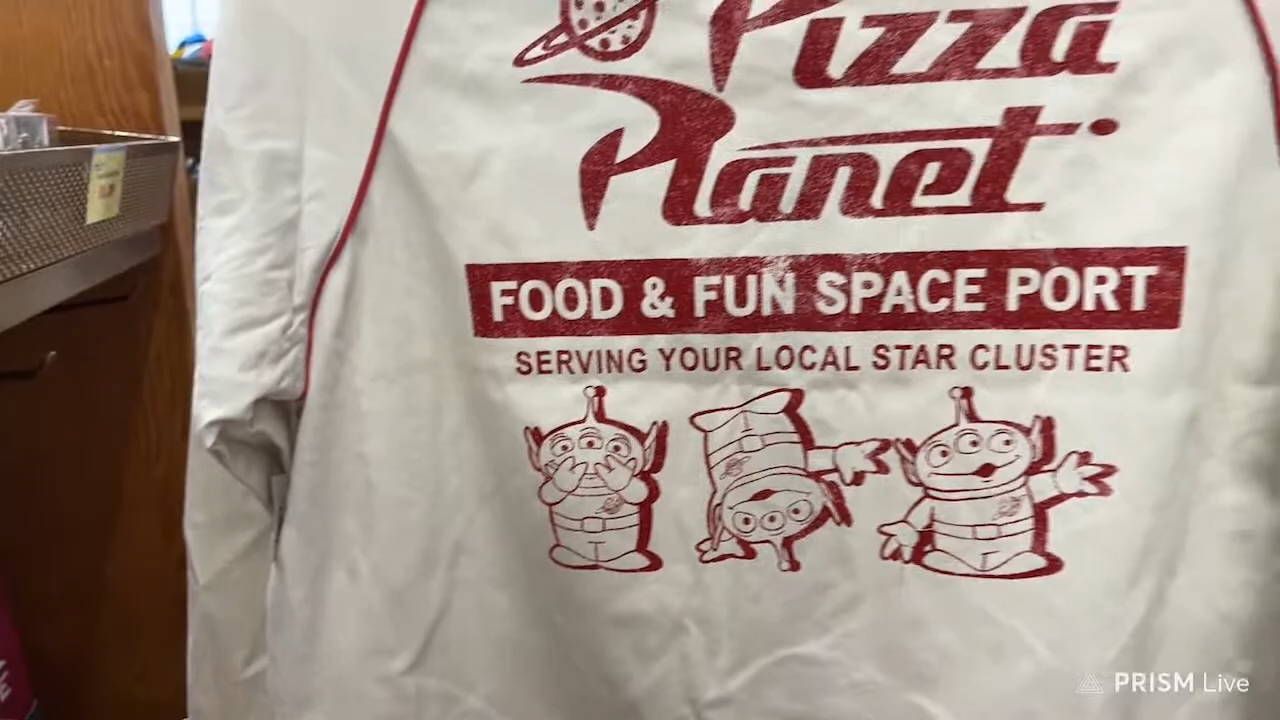 Pizza
Planet
FOOD & FUN SPACE PORT
SERVING YOUR LOCAL STAR CLUSTER
PRISM Live